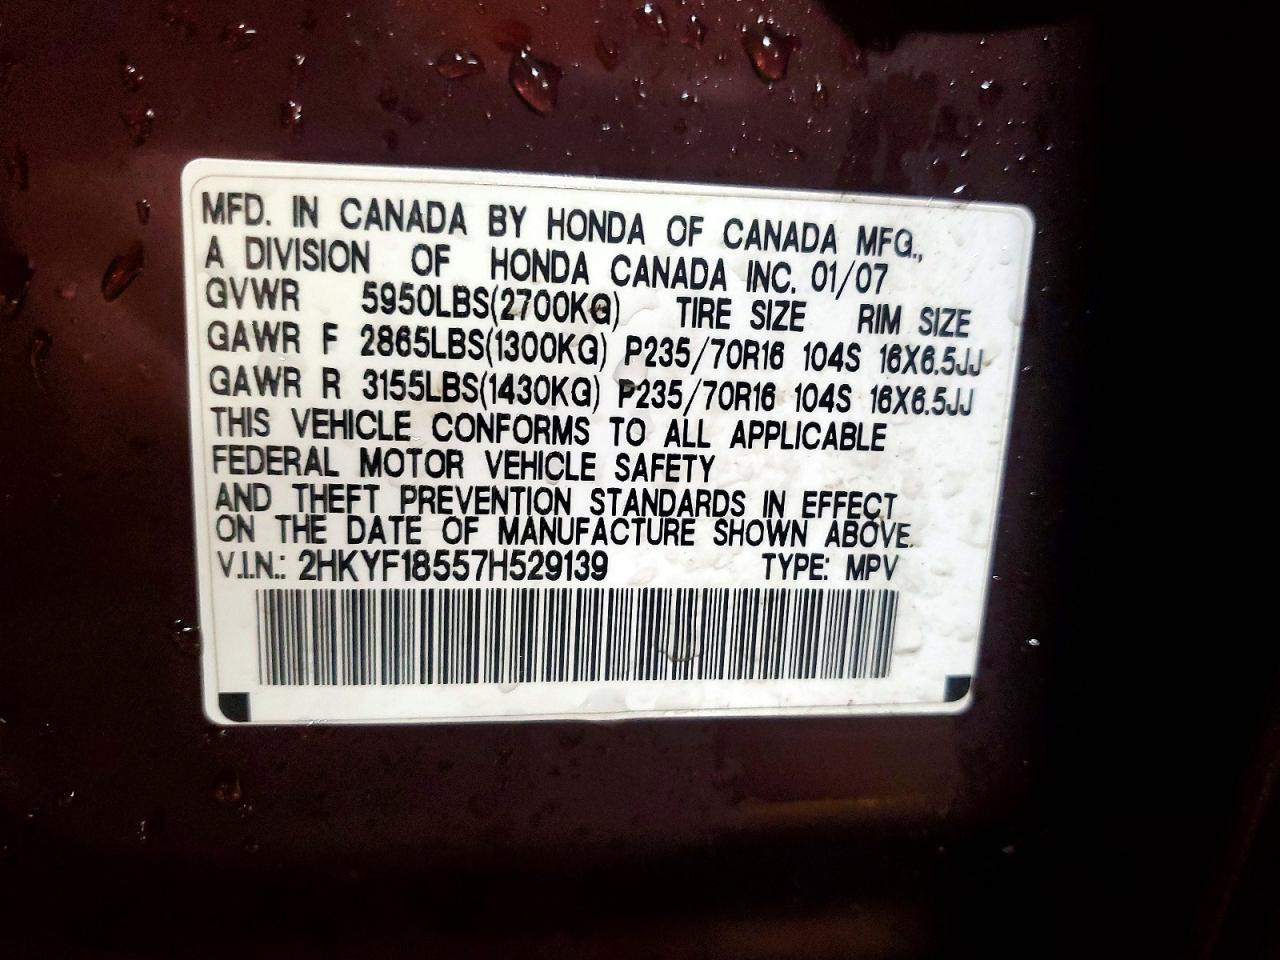 MFD. IN CANADA BY HONDA OF CANADA MFG.,
A DIVISION OF HONDA CANADA INC. 01/07
GVWR 5950LBS(2700KG) TIRE SIZE RIM SIZE
GAWR F 2865LBS(1300KG) P235/70R16 104S 16X6.5JJ
GAWR R 3155LBS(1430KG) P235/70R16 104S 16X6.5JJ
THIS VEHICLE CONFORMS TO ALL APPLICABLE
FEDERAL MOTOR VEHICLE SAFETY
AND THEFT PREVENTION STANDARDS IN EFFECT
ON THE DATE OF MANUFACTURE SHOWN ABOVE.
V.I.N.: 2HKYF18557H529139 TYPE: MPV